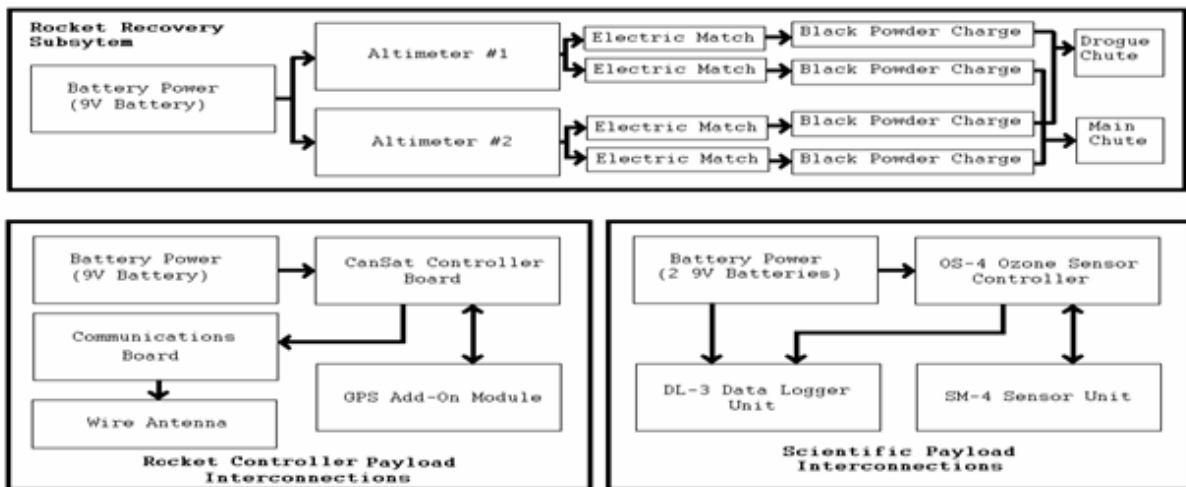 Rocket Recovery
Subsytem
Battery Power
(9V Battery)
Altimeter #1
Altimeter #2
Electric Match
Electric Match
Electric Match
Electric Match
Black Powder Charge
Black Powder Charge
Black Powder Charge
Black Powder Charge
Drogue
Chute
Main
Chute
Battery Power
(9V Battery)
CanSat Controller
Board
Communications
Board
GPS Add-On Module
Wire Antenna
Rocket Controller Payload
Interconnections
Battery Power
(2 9V Batteries)
OS-4 Ozone Sensor
Controller
DL-3 Data Logger
Unit
SM-4 Sensor Unit
Scientific Payload
Interconnections